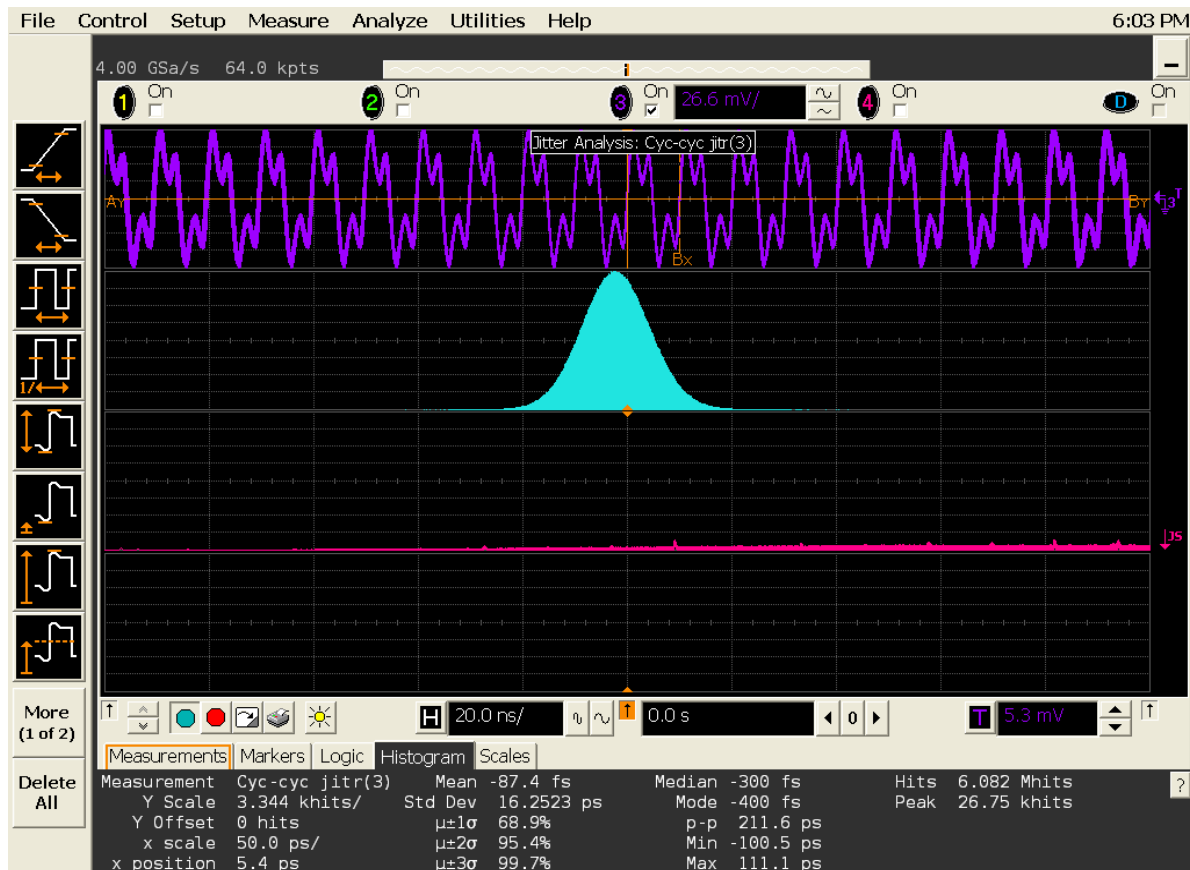 File Control Setup Measure Analyze Utilities Help 6:03 PM
4.00 GSa/s 64.0 kpts
1 On 2 On 3 On 26.6 mV/ 4 On D On
Jitter Analysis: Cyc-cyc jitr(3)
Ay By 3 T
Bx
1/
JS
More
(1 of 2)
Delete
All
H 20.0 ns/ 0.0 s 0 T 5.3 mV
Measurements Markers Logic Histogram Scales
Measurement Cyc-cyc jitr(3) Mean -87.4 fs Median -300 fs Hits 6.082 Mhits ?
Y Scale 3.344 khits/ Std Dev 16.2523 ps Mode -400 fs Peak 26.75 khits
Y Offset 0 hits µ±1σ 68.9% p-p 211.6 ps
x scale 50.0 ps/ µ±2σ 95.4% Min -100.5 ps
x position 5.4 ps µ±3σ 99.7% Max 111.1 ps